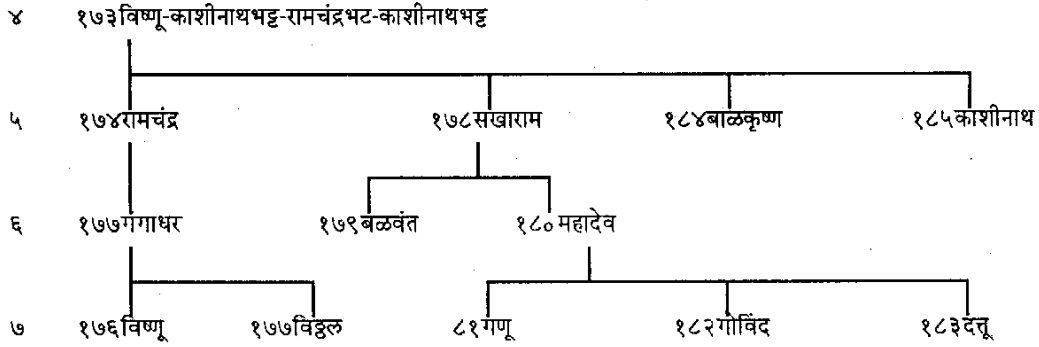 ४ १७३विष्णू-काशीनाथभट्ट-रामचंद्रभट-काशीनाथभट्ट
५ १७४रामचंद्र १७८सखाराम १८४बाळकृष्ण १८५काशीनाथ
६ १७७गंगाधर १७९बळवंत १८० महादेव
७ १७६विष्णू १७७विठ्ठल ८१गणू १८२गोविंद १८३दत्तू